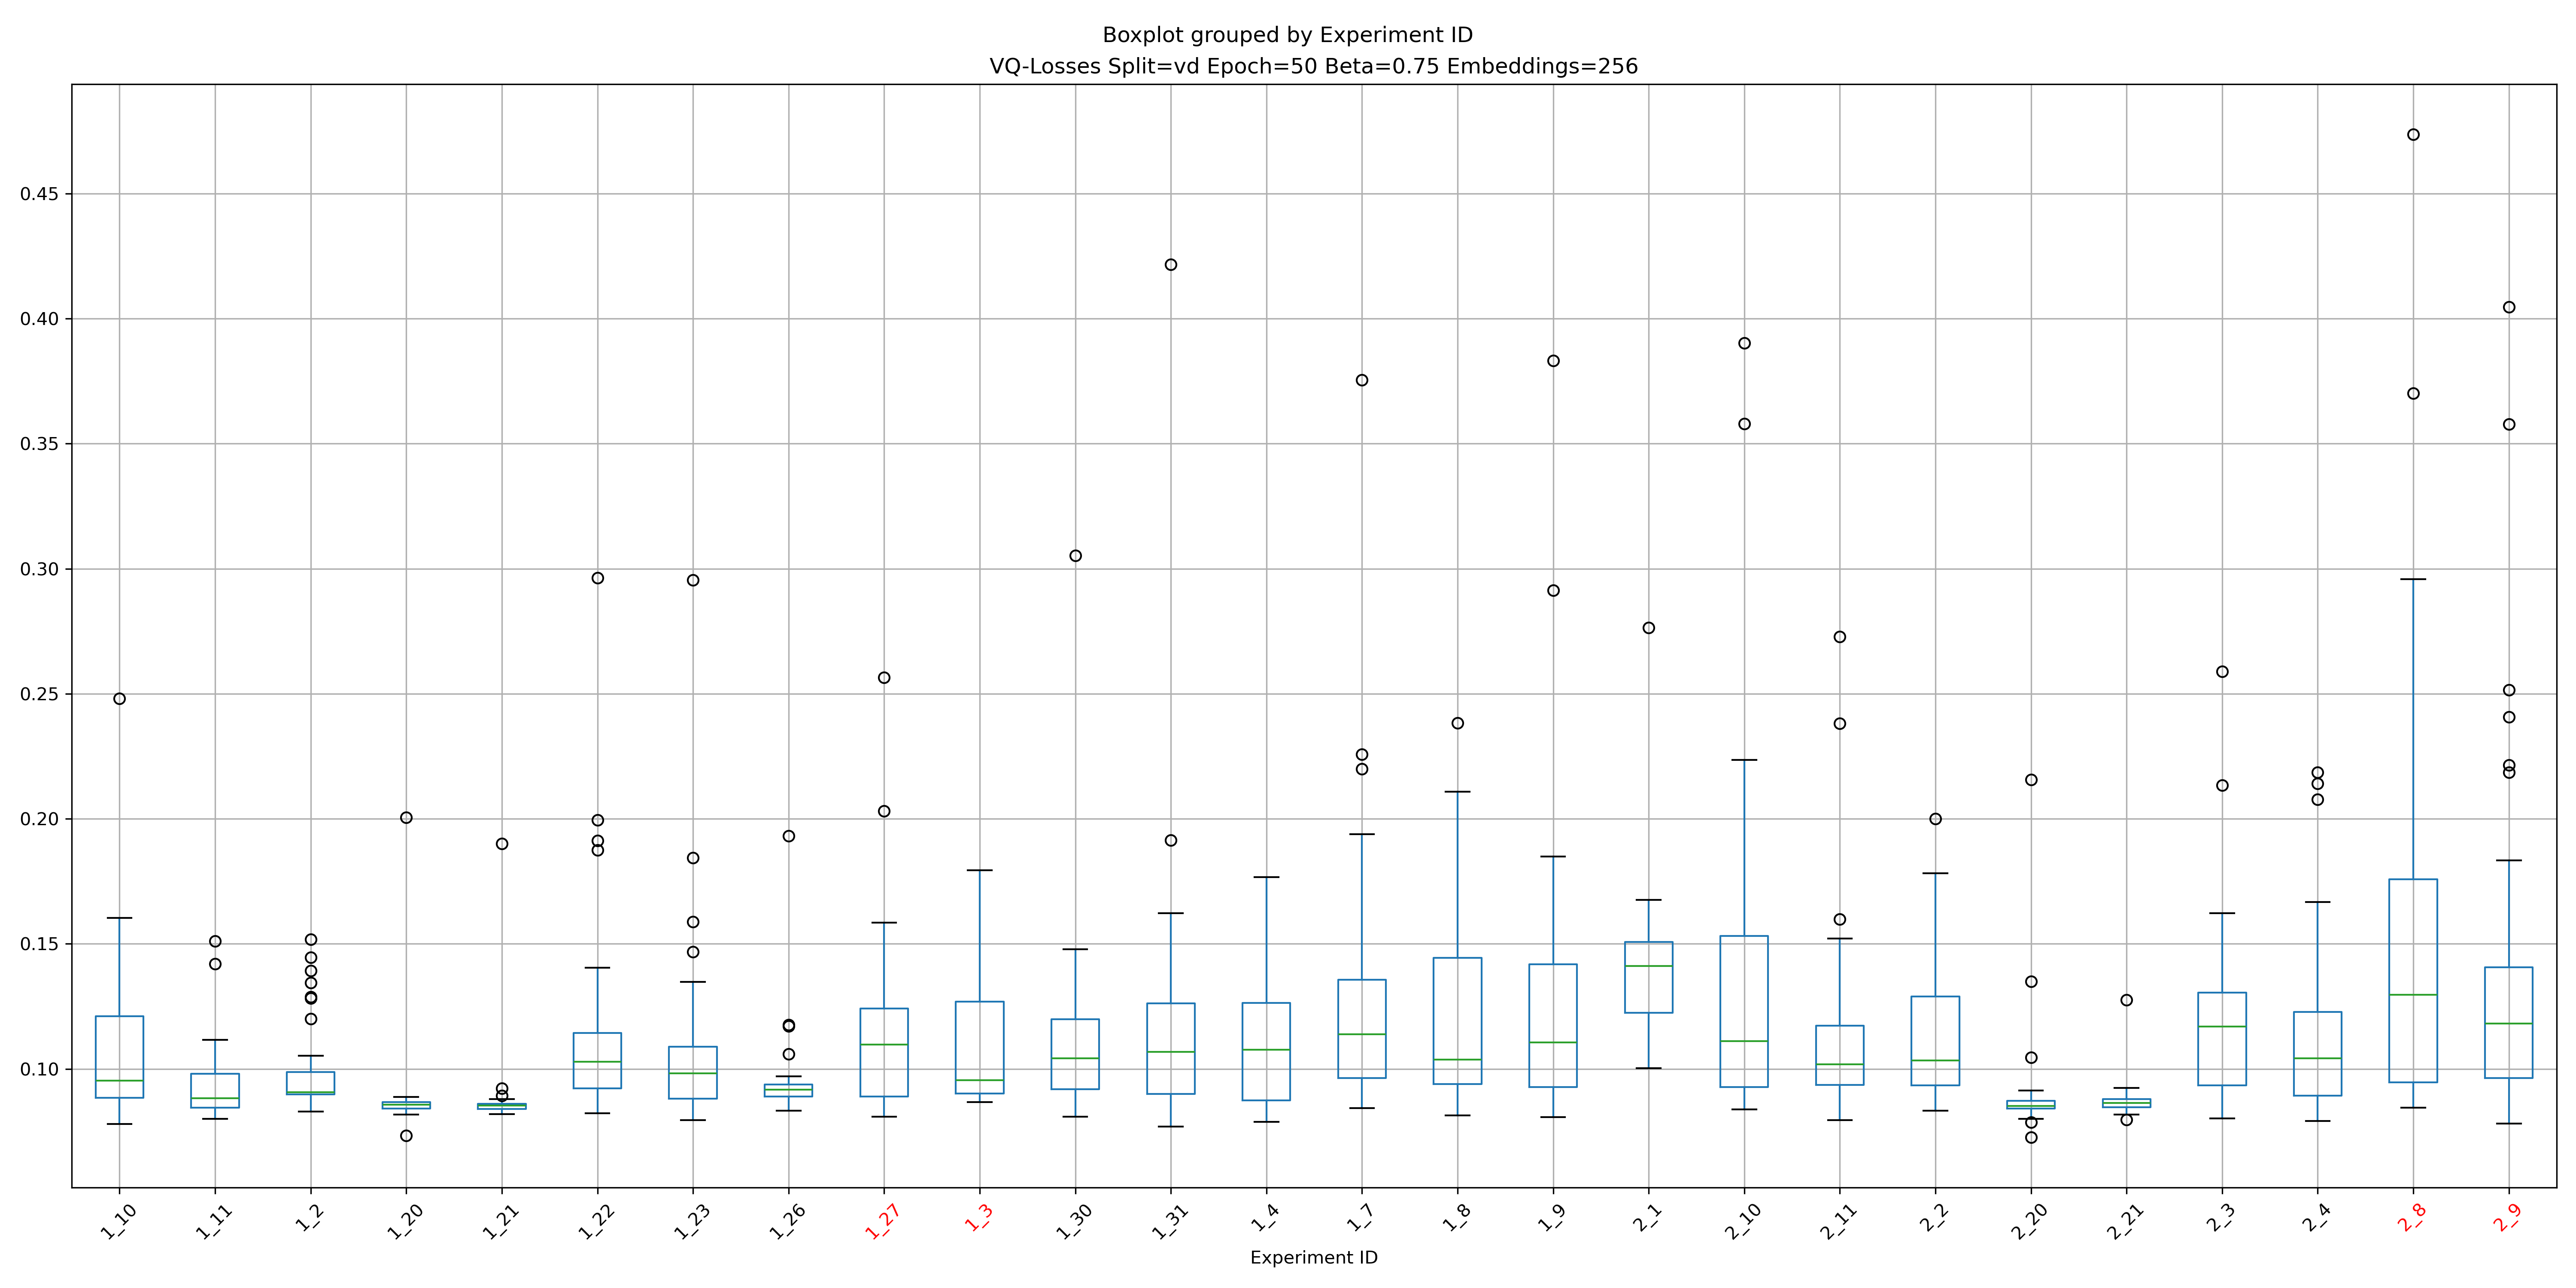 Boxplot grouped by Experiment ID
VQ-Losses Split=vd Epoch=50 Beta=0.75 Embeddings=256
0.45
0.40
0.35
0.30
0.25
0.20
0.15
0.10
1_10 1_11 1_2 1_20 1_21 1_22 1_23 1_26 1_27 1_3 1_30 1_31 1_4 1_7 1_8 1_9 2_1 2_10 2_11 2_2 2_20 2_21 2_3 2_4 2_8 2_9
Experiment ID